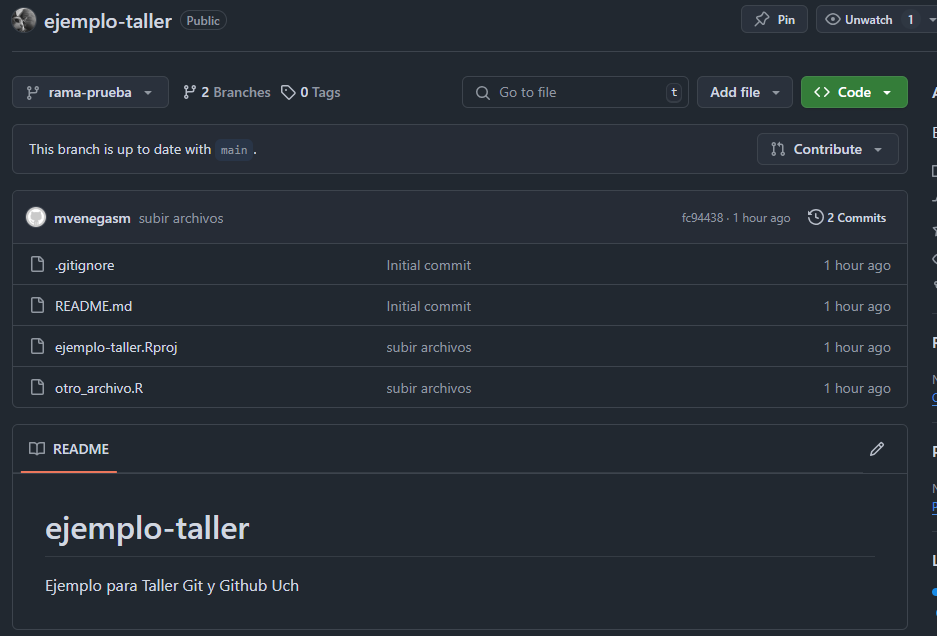 ejemplo-taller Public Pin Unwatch 1
rama-prueba 2 Branches 0 Tags Go to file t Add file Code
This branch is up to date with main . Contribute
mvenegasm subir archivos fc94438 · 1 hour ago 2 Commits
.gitignore Initial commit 1 hour ago
README.md Initial commit 1 hour ago
ejemplo-taller.Rproj subir archivos 1 hour ago
otro_archivo.R subir archivos 1 hour ago
README
ejemplo-taller
Ejemplo para Taller Git y Github Uch